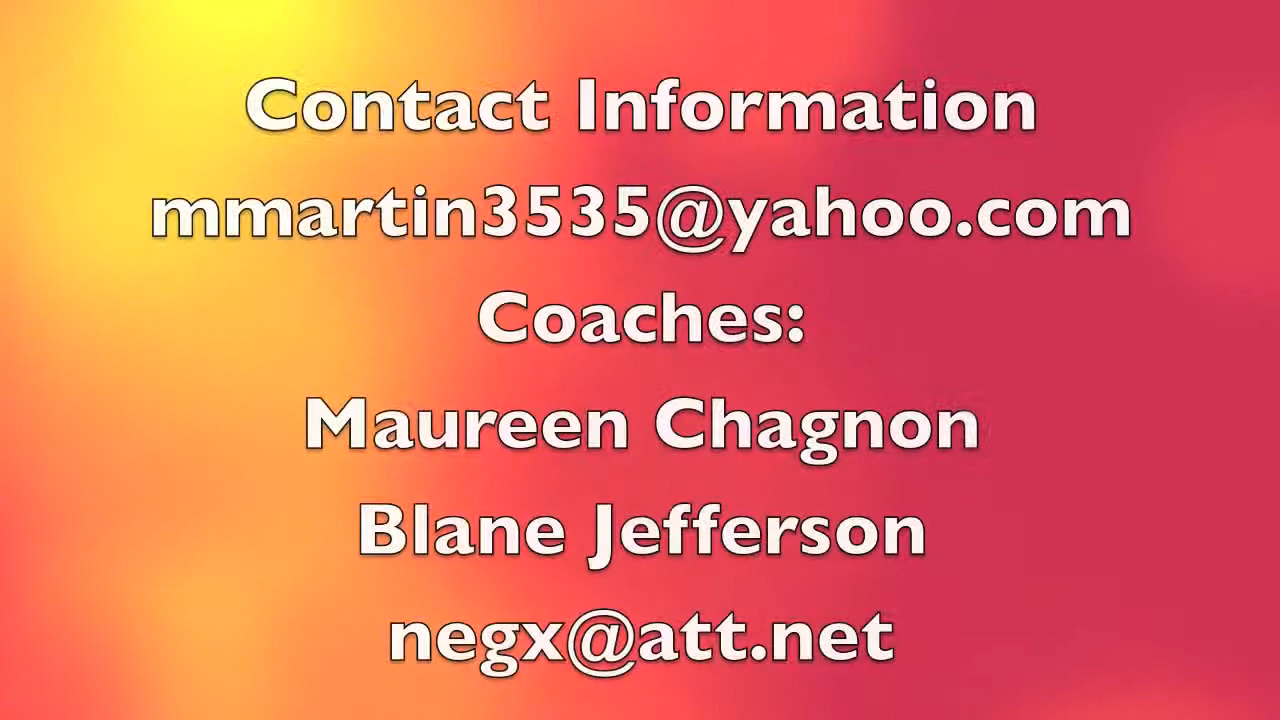 Contact Information
mmartin3535@yahoo.com
Coaches:
Maureen Chagnon
Blane Jefferson
negx@att.net